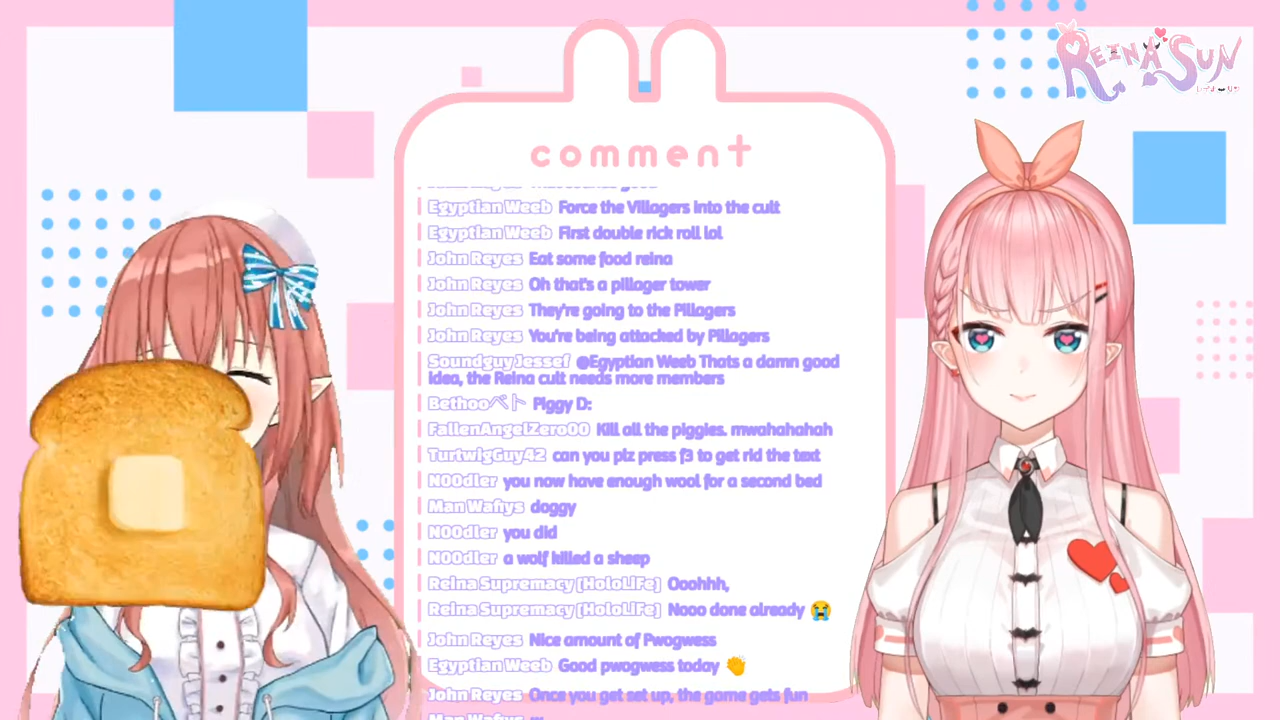 REINA SUN
comment
Egyptian Weeb Force the Villagers into the cult
Egyptian Weeb First double rick roll lol
John Reyes Eat some food reina
John Reyes Oh that's a pillager tower
John Reyes They're going to the Pillagers
John Reyes You're being attacked by Pillagers
SoundguyJessef @Egyptian Weeb Thats a damn good
idea, the Reina cult needs more members
Bethooベト Piggy D:
FallenAngelZero00 Kill all the piggies. mwahahahah
TurtwigGuy42 can you plz press f3 to get rid the text
N00dler you now have enough wool for a second bed
Man Wafiys doggy
N00dler you did
N00dler a wolf killed a sheep
Reina Supremacy [HoloLiFe] Ooohhh,
Reina Supremacy [HoloLiFe] Nooo done already 😭
John Reyes Nice amount of Pwogwess
Egyptian Weeb Good pwogwess today 👏
John Reyes Once you get set up, the game gets fun